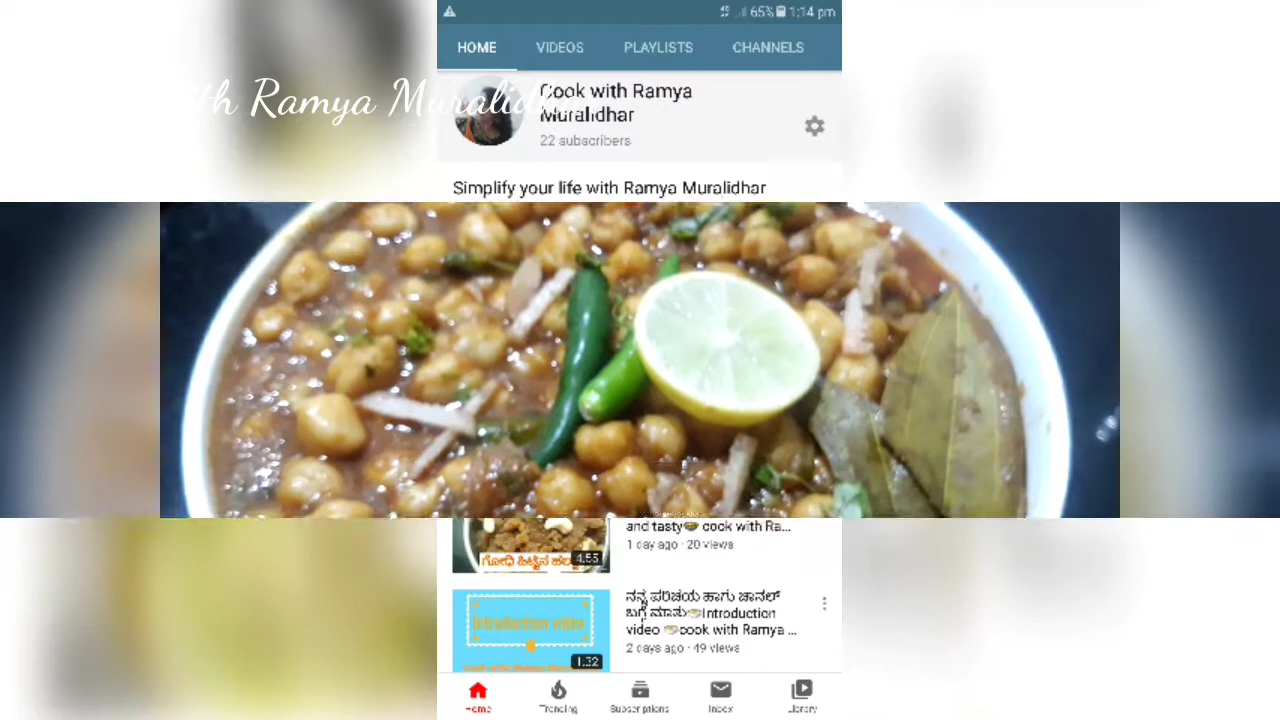 65% 1:14 pm
HOME VIDEOS PLAYLISTS CHANNELS
Ramya
Cook with Ramya
Muralidhar
22 subscribers
Simplify your life with Ramya Muralidhar
and tasty😋 cook with Ra...
1 day ago · 20 views
4:55
ಗೋಧಿ ಹಿಟ್ಟಿನ
ನನ್ನ ಪರಿಚಯ ಹಾಗು ಚಾನಲ್
ಬಗ್ಗೆ ಮಾತು Introduction
video cook with Ramya ...
2 days ago · 49 views
Introduction video
1:32
Cook with Ramya
Home Trending Subscriptions Inbox Library